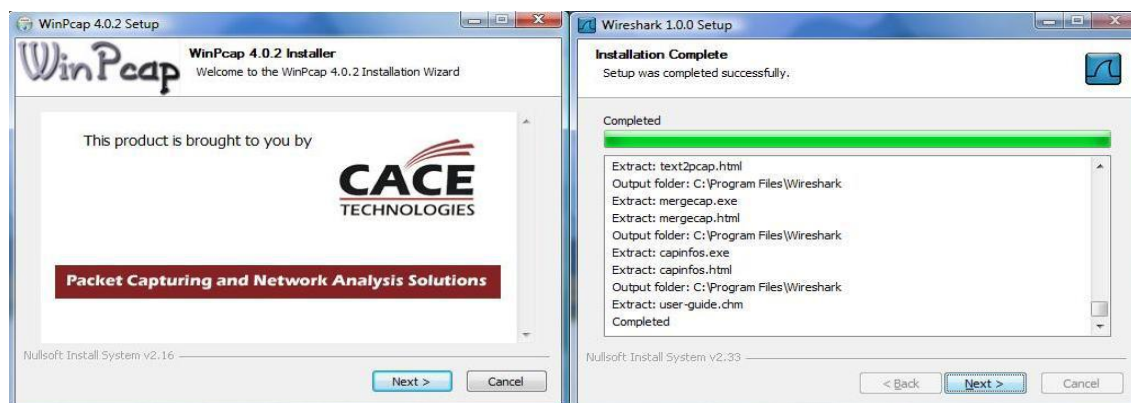 WinPcap 4.0.2 Setup
WinPcap
WinPcap 4.0.2 Installer
Welcome to the WinPcap 4.0.2 Installation Wizard
This product is brought to you by
CACE
TECHNOLOGIES
Packet Capturing and Network Analysis Solutions
Nullsoft Install System v2.16
Next >
Cancel
Wireshark 1.0.0 Setup
Installation Complete
Setup was completed successfully.
Completed
Extract: text2pcap.html
Output folder: C:\Program Files\Wireshark
Extract: mergecap.exe
Extract: mergecap.html
Output folder: C:\Program Files\Wireshark
Extract: capinfos.exe
Extract: capinfos.html
Output folder: C:\Program Files\Wireshark
Extract: user-guide.chm
Completed
Nullsoft Install System v2.33
< Back
Next >
Cancel